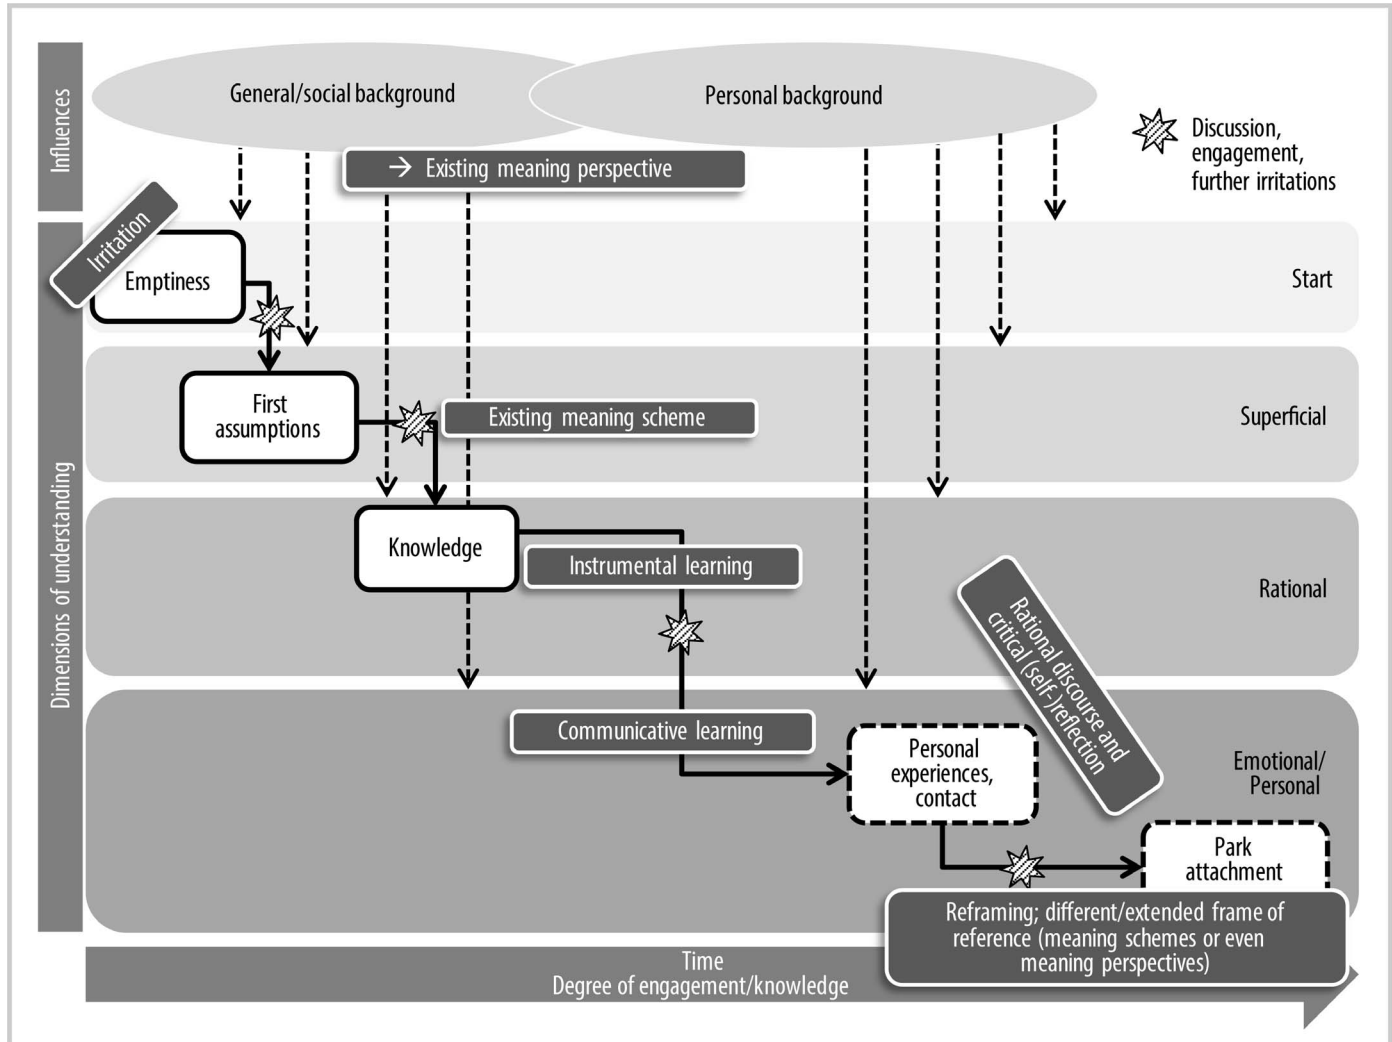 Influences
General/social background
Personal background
→ Existing meaning perspective
Discussion,
engagement,
further irritations
Dimensions of understanding
Irritation
Emptiness
Start
First
assumptions
Existing meaning scheme
Superficial
Knowledge
Instrumental learning
Rational
Rational discourse and
critical (self-)reflection
Communicative learning
Personal
experiences,
contact
Emotional/
Personal
Park
attachment
Reframing; different/extended frame of
reference (meaning schemes or even
meaning perspectives)
Time
Degree of engagement/knowledge